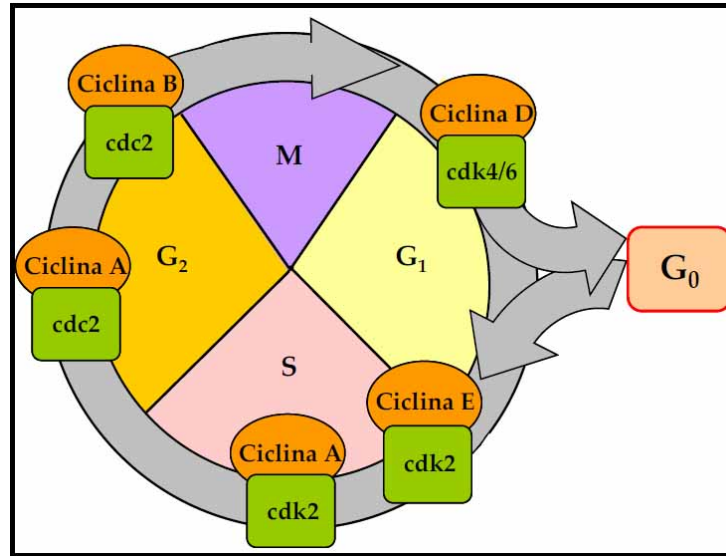 Ciclina B
cdc2
M
Ciclina D
cdk4/6
Ciclina A
cdc2
G₂
G₁
G₀
S
Ciclina E
cdk2
Ciclina A
cdk2